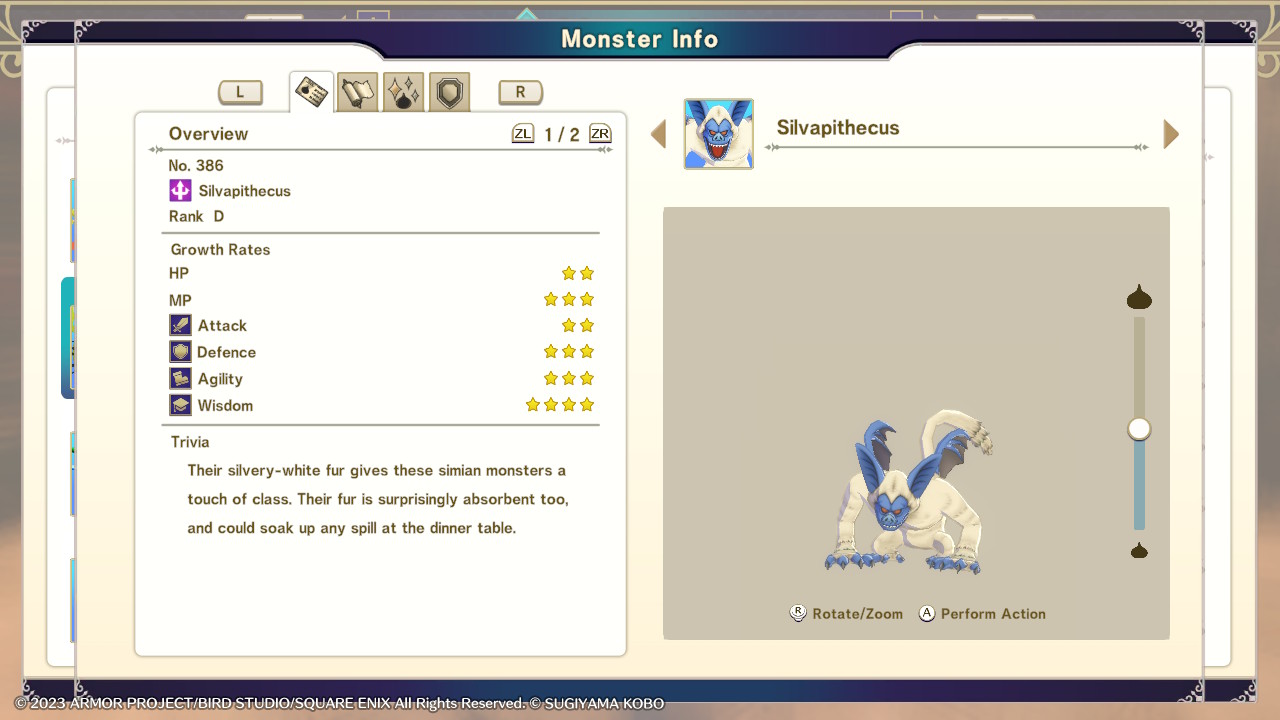 Monster Info
L
R
Overview
ZL 1 / 2 ZR
No. 386
Silvapithecus
Rank D
Growth Rates
HP
MP
Attack
Defence
Agility
Wisdom
Trivia
Their silvery-white fur gives these simian monsters a
touch of class. Their fur is surprisingly absorbent too,
and could soak up any spill at the dinner table.
Silvapithecus
R Rotate/Zoom A Perform Action
© 2023 ARMOR PROJECT/BIRD STUDIO/SQUARE ENIX All Rights Reserved. © SUGIYAMA KOBO